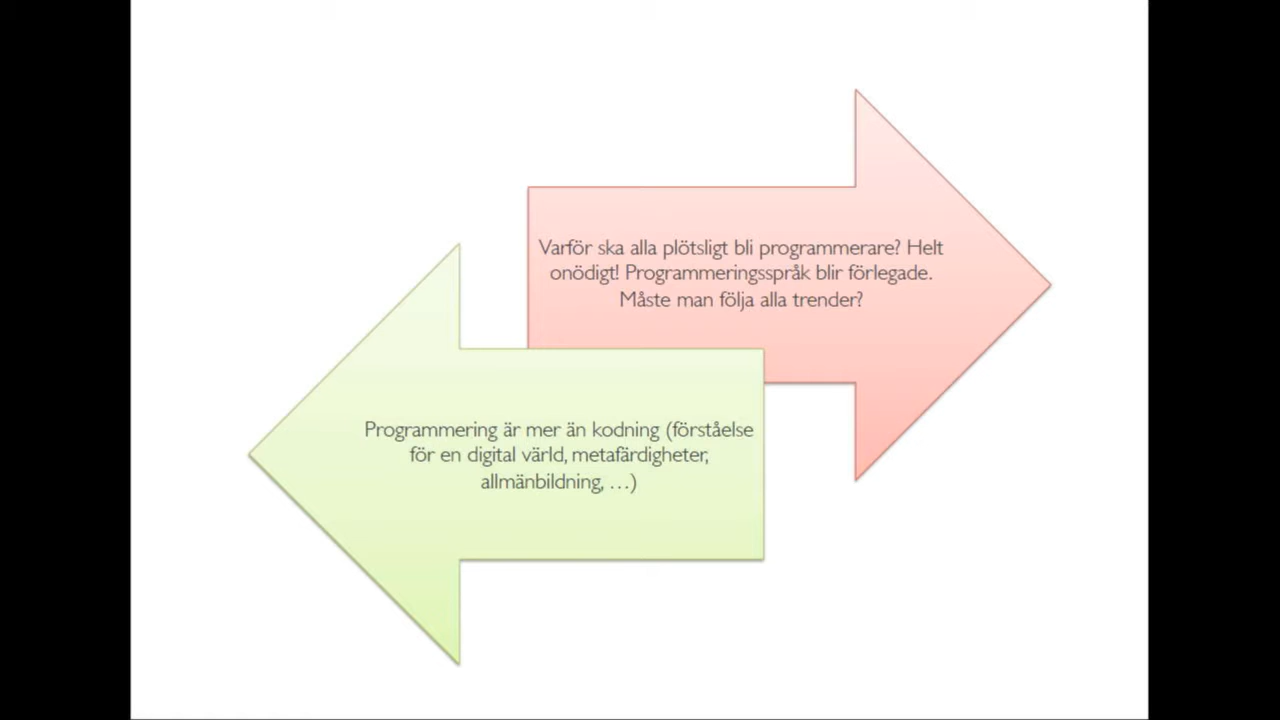 Varför ska alla plötsligt bli programmerare? Helt
onödigt! Programmeringsspråk blir förlegade.
Måste man följa alla trender?
Programmering är mer än kodning (förståelse
för en digital värld, metafärdigheter,
allmänbildning, …)